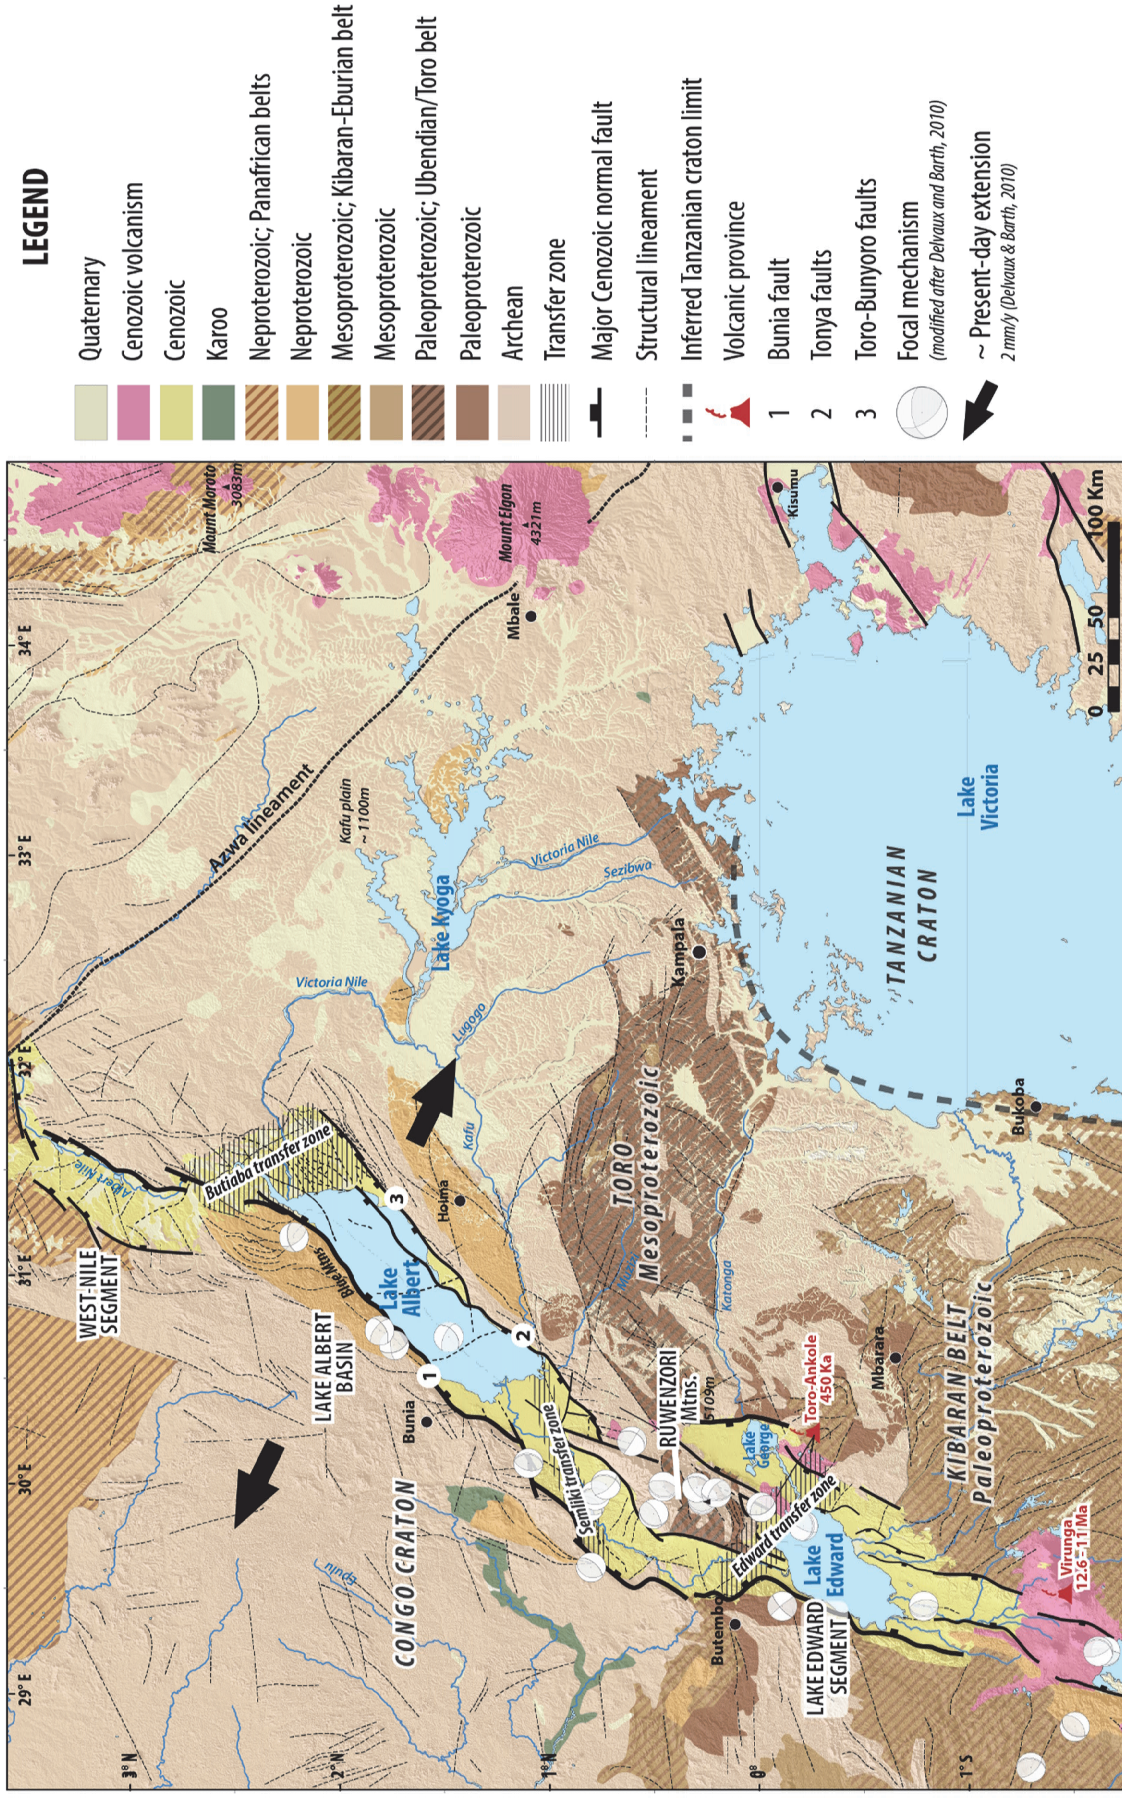 LEGEND
Quaternary
Cenozoic volcanism
Cenozoic
Karoo
Neproterozoic; Panafrican belts
Neproterozoic
Mesoproterozoic; Kibaran-Eburian belt
Mesoproterozoic
Paleoproterozoic; Ubendian/Toro belt
Paleoproterozoic
Archean
Transfer zone
Major Cenozoic normal fault
Structural lineament
Inferred Tanzanian craton limit
Volcanic province
1 Bunia fault
2 Tonya faults
3 Toro-Bunyoro faults
Focal mechanism
(modified after Delvaux and Barth, 2010)
~ Present-day extension
2 mm/y (Delvaux & Barth, 2010)
29° E
30° E
31° E
32° E
33° E
34° E
3° N
2° N
1° N
0°
1° S
WEST-NILE
SEGMENT
Albert Nile
Butiaba transfer zone
Azwa lineament
Mount Moroto
3083m
Mount Elgon
4321m
Mbale
Kafu plain
~ 1100m
Lake Kyoga
Victoria Nile
Victoria Nile
Sezibwa
Lugogo
Kafu
Hoima
Blue Mtns
Lake
Albert
LAKE ALBERT
BASIN
1
2
3
Bunia
CONGO CRATON
Epulu
Semliki transfer zone
RUWENZORI
Mtns.
5109m
TORO
Mesoproterozoic
Katonga
Kampala
Kisumu
Lake
Victoria
TANZANIAN
CRATON
Bukoba
Mbarara
KIBARAN BELT
Paleoproterozoic
Toro-Ankole
450 Ka
Lake
George
Edward transfer zone
Lake
Edward
LAKE EDWARD
SEGMENT
Butembo
Virunga
12.6–11 Ma
0 25 50 100 Km